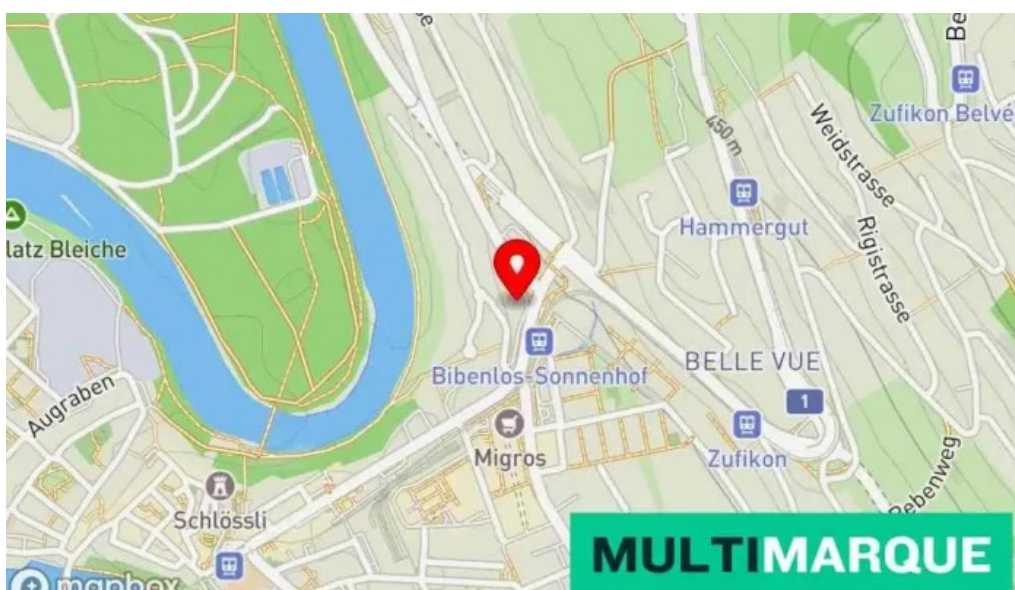 Be
Zufikon Belvé
450 m
Weidstrasse
Hammergut
Rigistrasse
latz Bleiche
BELLE VUE
Bibenlos-Sonnenhof
1
Augraben
Migros
Zufikon
Schlössli
Rebenweg
MULTIMARQUE
mapbox